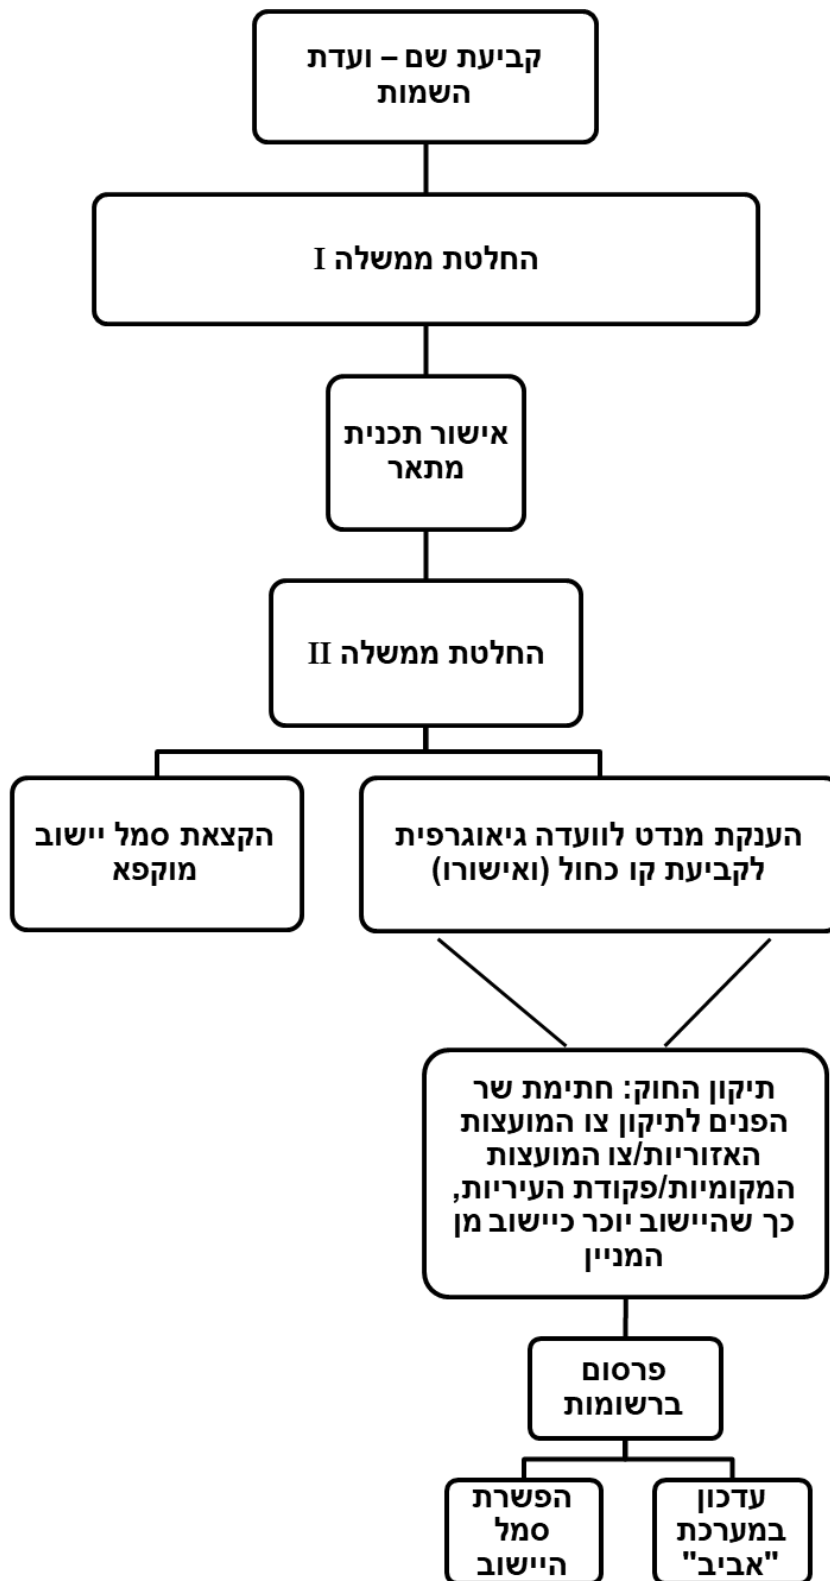 קביעת שם – ועדת
השמות
החלטת ממשלה I
אישור תכנית
מתאר
החלטת ממשלה II
הענקת מנדט לוועדה גיאוגרפית
לקביעת קו כחול (ואישורו)
הקצאת סמל יישוב
מוקפא
תיקון החוק: חתימת שר
הפנים לתיקון צו המועצות
האזוריות/צו המועצות
המקומיות/פקודת העיריות,
כך שהיישוב יוכר כיישוב מן
המניין
פרסום
ברשומות
עדכון
במערכת
"אביב"
הפשרת
סמל
היישוב